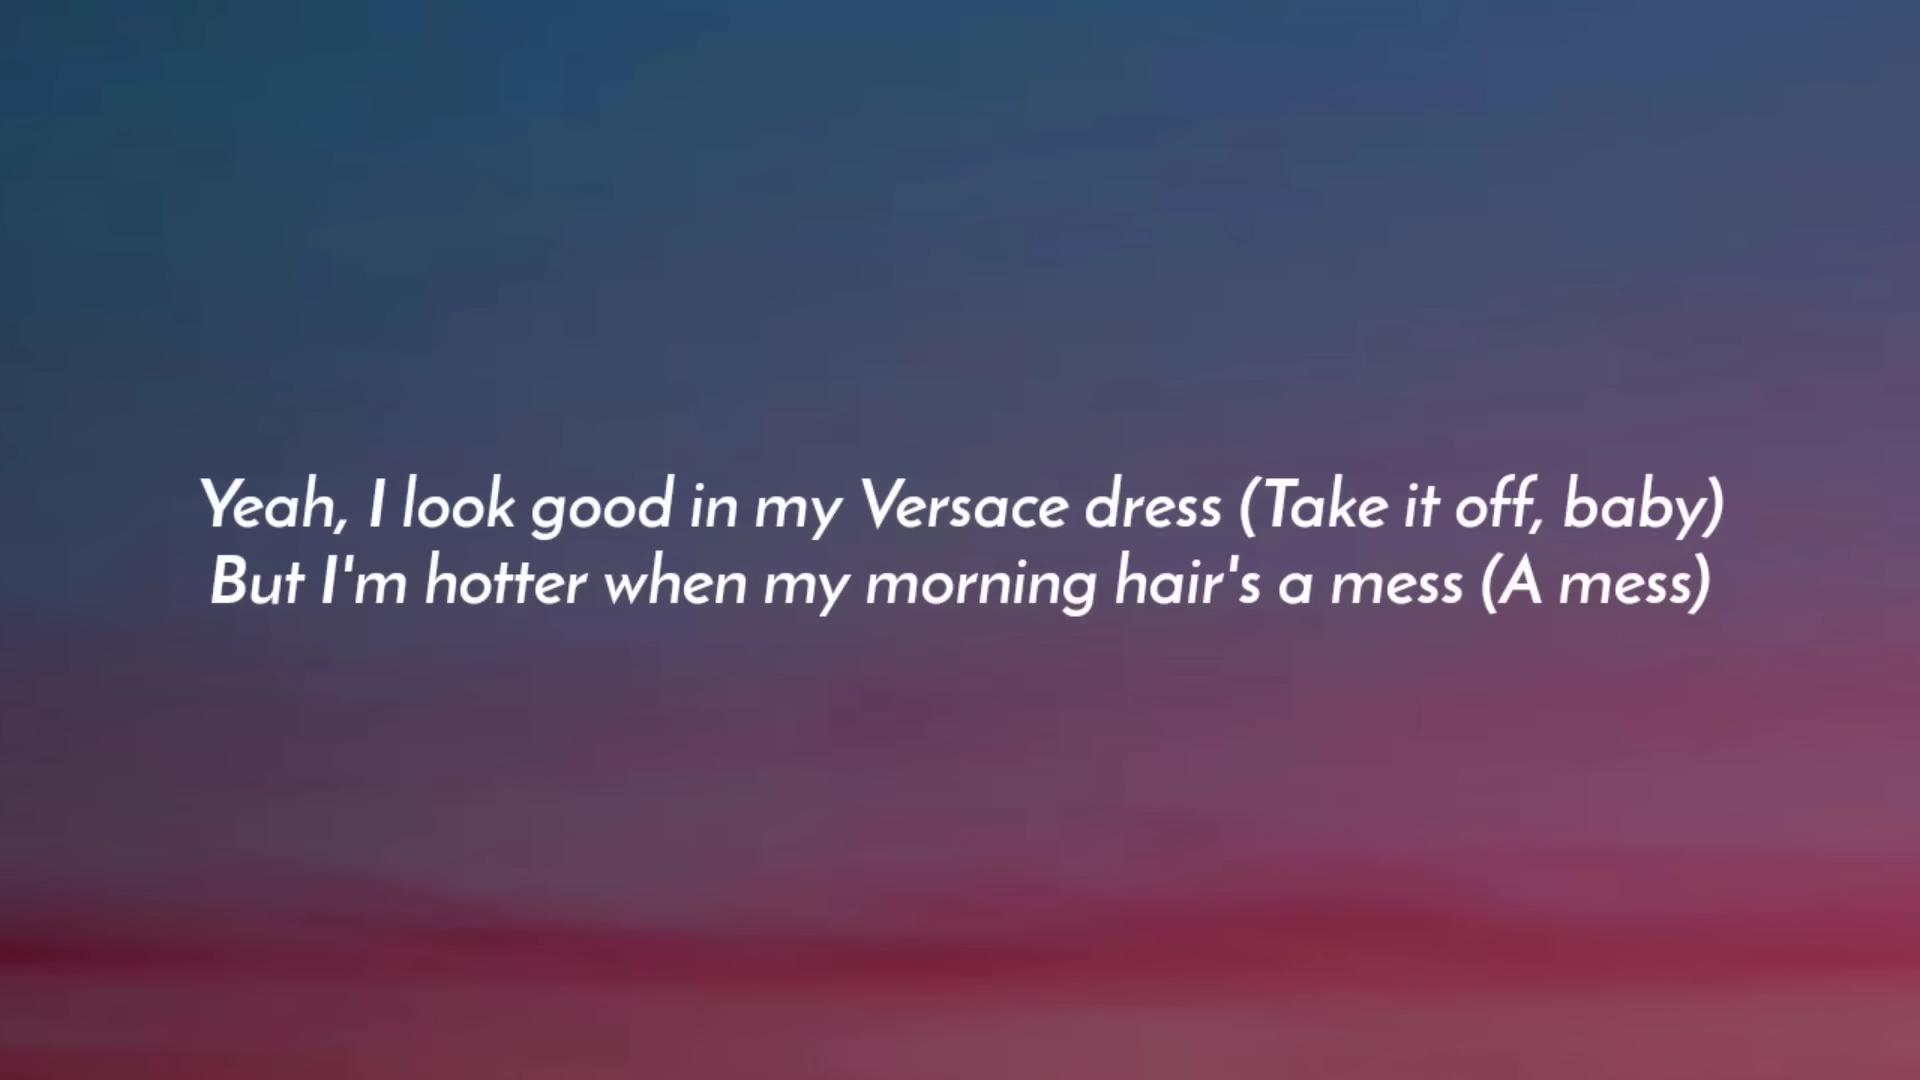 Yeah, I look good in my Versace dress (Take it off, baby)
But I'm hotter when my morning hair's a mess (A mess)